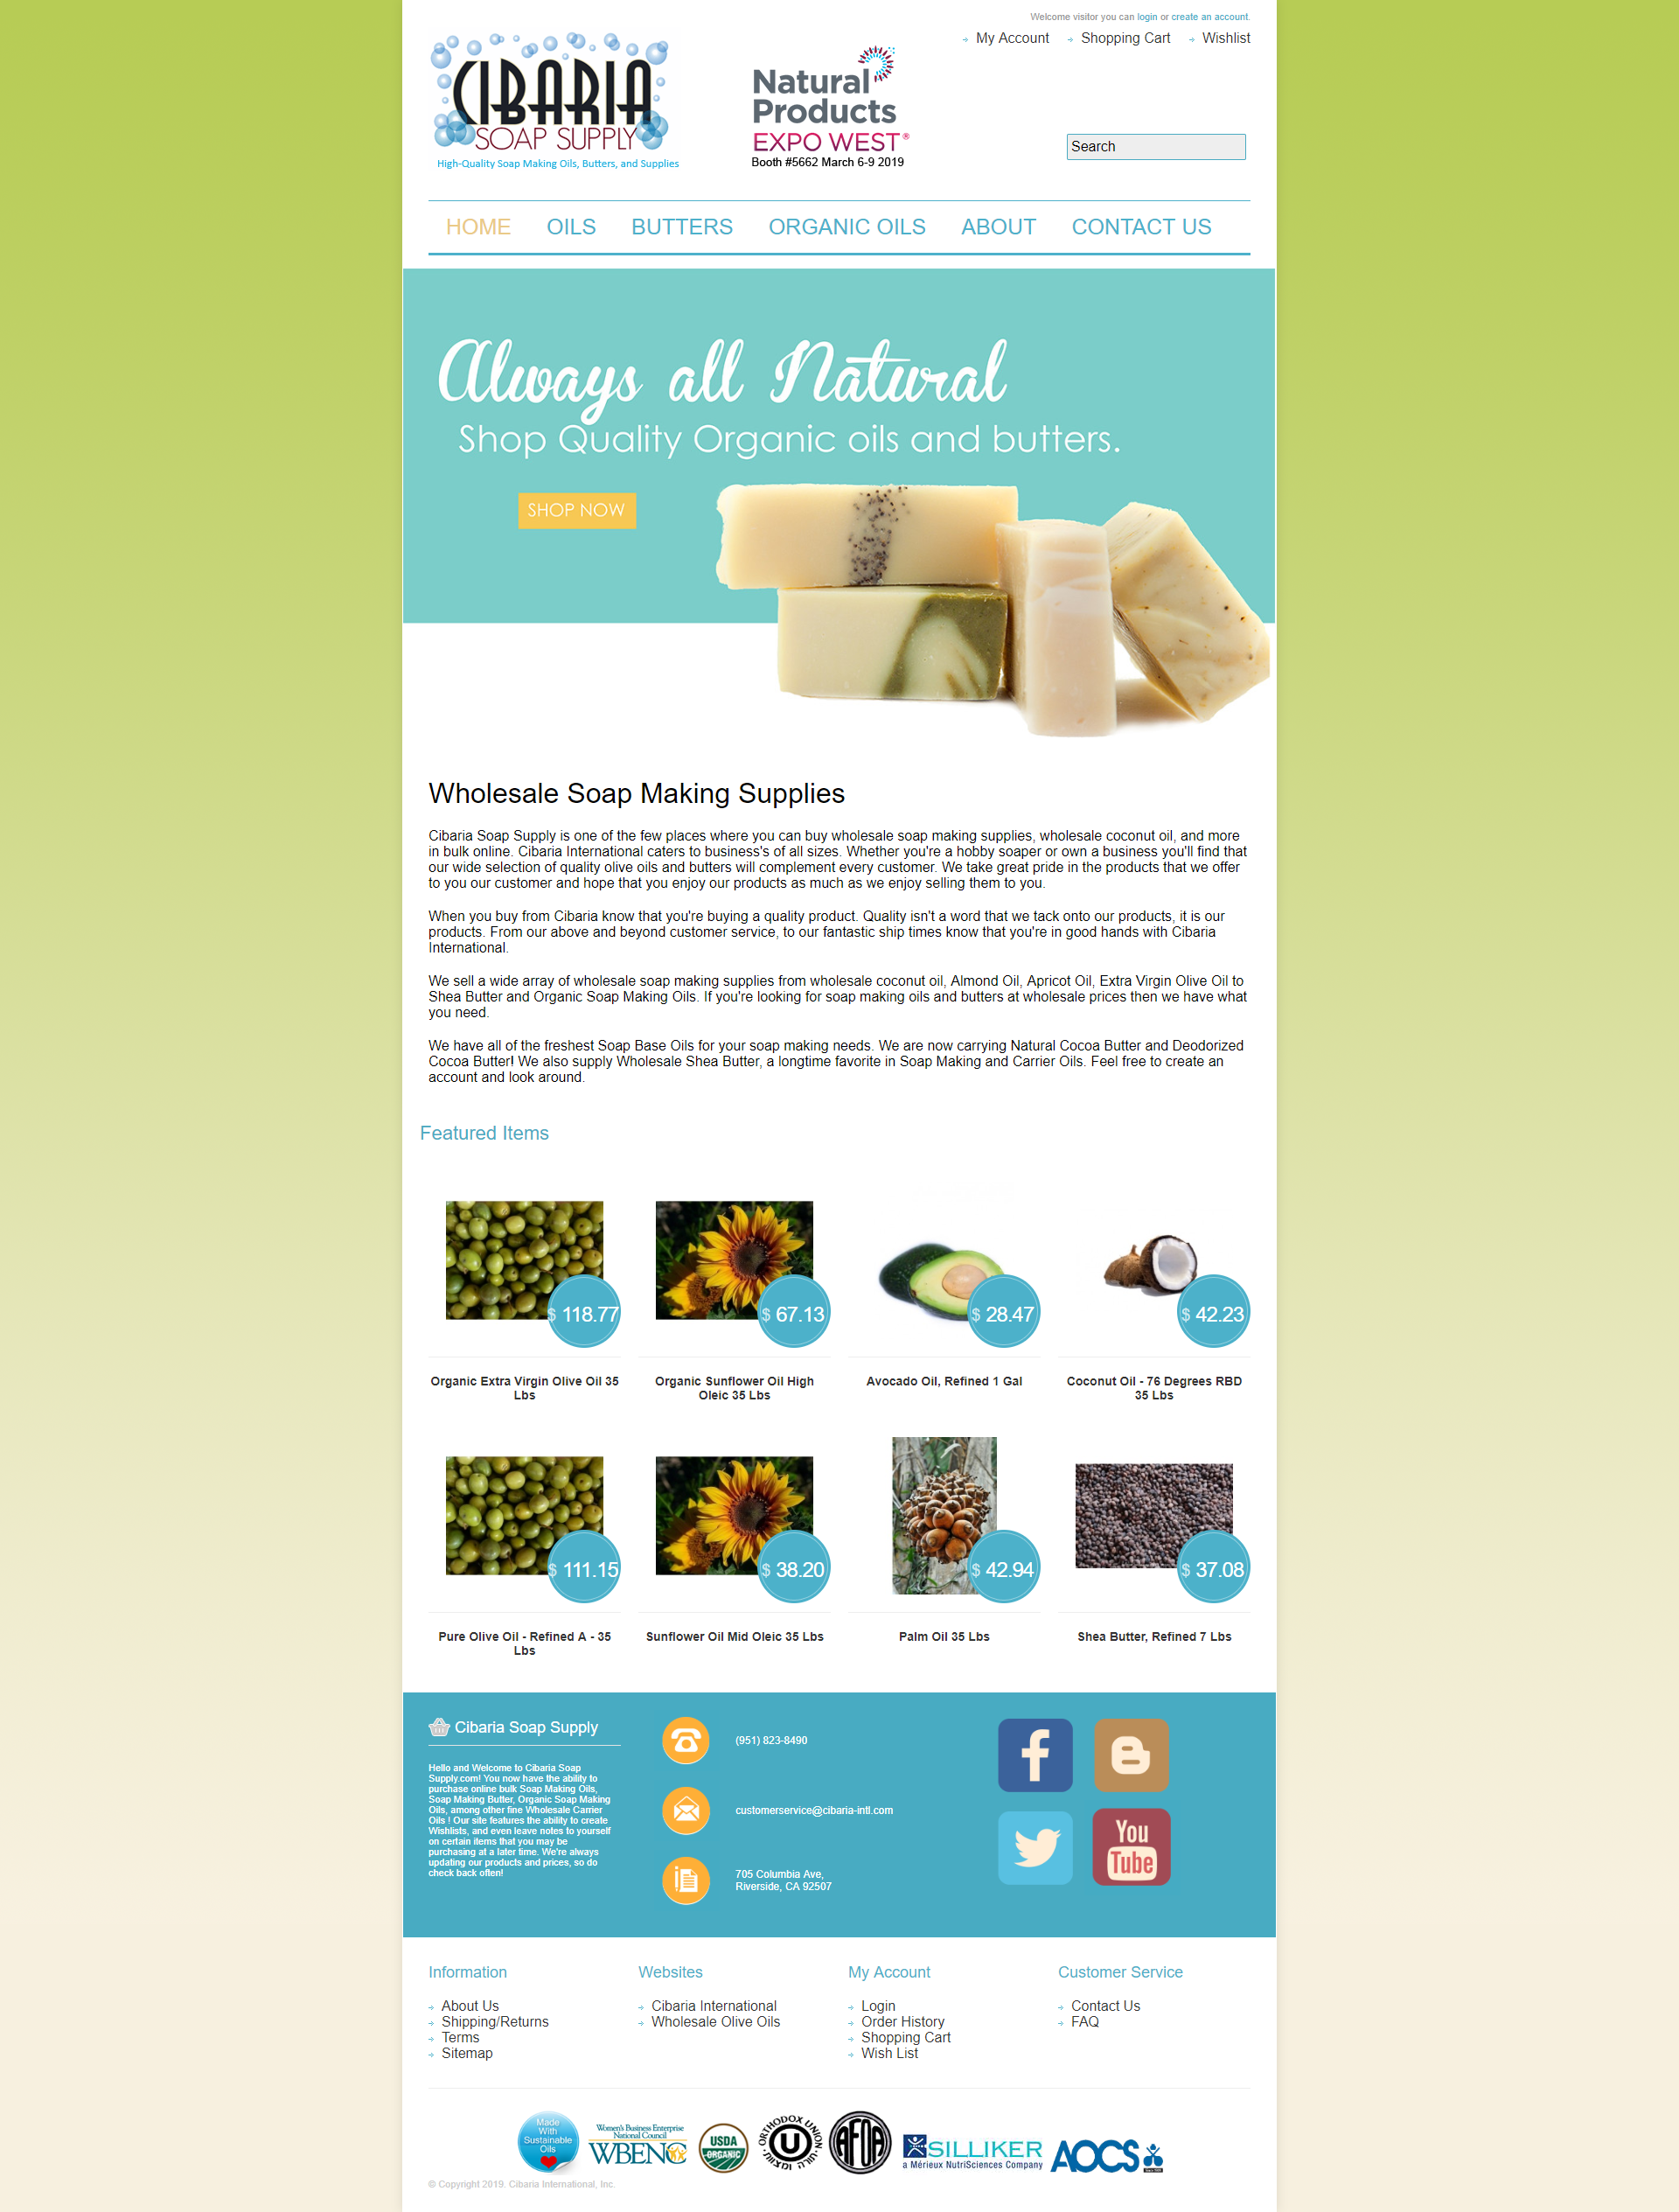 Welcome visitor you can login or create an account.
My Account
Shopping Cart
Wishlist
CIBARIA
SOAP SUPPLY
High-Quality Soap Making Oils, Butters, and Supplies
Natural
Products
EXPO WEST®
Booth #5662 March 6-9 2019
Search
HOME
OILS
BUTTERS
ORGANIC OILS
ABOUT
CONTACT US
Always all Natural
Shop Quality Organic oils and butters.
SHOP NOW
Wholesale Soap Making Supplies
Cibaria Soap Supply is one of the few places where you can buy wholesale soap making supplies, wholesale coconut oil, and more
in bulk online. Cibaria International caters to business's of all sizes. Whether you're a hobby soaper or own a business you'll find that
our wide selection of quality olive oils and butters will complement every customer. We take great pride in the products that we offer
to you our customer and hope that you enjoy our products as much as we enjoy selling them to you.
When you buy from Cibaria know that you're buying a quality product. Quality isn't a word that we tack onto our products, it is our
products. From our above and beyond customer service, to our fantastic ship times know that you're in good hands with Cibaria
International.
We sell a wide array of wholesale soap making supplies from wholesale coconut oil, Almond Oil, Apricot Oil, Extra Virgin Olive Oil to
Shea Butter and Organic Soap Making Oils. If you're looking for soap making oils and butters at wholesale prices then we have what
you need.
We have all of the freshest Soap Base Oils for your soap making needs. We are now carrying Natural Cocoa Butter and Deodorized
Cocoa Butter! We also supply Wholesale Shea Butter, a longtime favorite in Soap Making and Carrier Oils. Feel free to create an
account and look around.
Featured Items
$ 118.77
$ 67.13
$ 28.47
$ 42.23
Organic Extra Virgin Olive Oil 35
Lbs
Organic Sunflower Oil High
Oleic 35 Lbs
Avocado Oil, Refined 1 Gal
Coconut Oil - 76 Degrees RBD
35 Lbs
$ 111.15
$ 38.20
$ 42.94
$ 37.08
Pure Olive Oil - Refined A - 35
Lbs
Sunflower Oil Mid Oleic 35 Lbs
Palm Oil 35 Lbs
Shea Butter, Refined 7 Lbs
Cibaria Soap Supply
Hello and Welcome to Cibaria Soap
Supply.com! You now have the ability to
purchase online bulk Soap Making Oils,
Soap Making Butter, Organic Soap Making
Oils, among other fine Wholesale Carrier
Oils ! Our site features the ability to create
Wishlists, and even leave notes to yourself
on certain items that you may be
purchasing at a later time. We're always
updating our products and prices, so do
check back often!
(951) 823-8490
customerservice@cibaria-intl.com
705 Columbia Ave,
Riverside, CA 92507
You
Tube
Information
About Us
Shipping/Returns
Terms
Sitemap
Websites
Cibaria International
Wholesale Olive Oils
My Account
Login
Order History
Shopping Cart
Wish List
Customer Service
Contact Us
FAQ
Made
With
Sustainable
Oils
Women's Business Enterprise
National Council
WBENC
USDA
ORGANIC
ORTHODOX UNION
U
AFOA
SILLIKER
a Mérieux NutriSciences Company
AOCS
© Copyright 2019. Cibaria International, Inc.